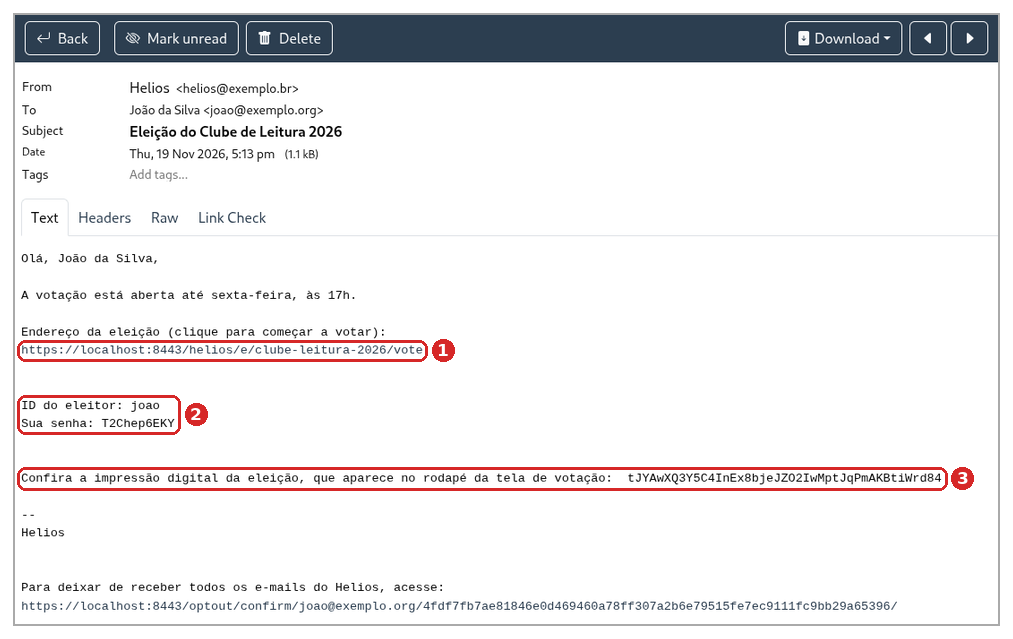 Back Mark unread Delete Download
From Helios <helios@exemplo.br>
To João da Silva <joao@exemplo.org>
Subject Eleição do Clube de Leitura 2026
Date Thu, 19 Nov 2026, 5:13 pm (1.1 kB)
Tags Add tags...
Text Headers Raw Link Check
Olá, João da Silva,
A votação está aberta até sexta-feira, às 17h.
Endereço da eleição (clique para começar a votar):
https://localhost:8443/helios/e/clube-leitura-2026/vote 1
ID do eleitor: joao
Sua senha: T2Chep6EKY 2
Confira a impressão digital da eleição, que aparece no rodapé da tela de votação: tJYAwXQ3Y5C4InEx8bjeJZO2IwMptJqPmAKBtiWrd84 3
--
Helios
Para deixar de receber todos os e-mails do Helios, acesse:
https://localhost:8443/optout/confirm/joao@exemplo.org/4fdf7fb7ae81846e0d469460a78ff307a2b6e79515fe7ec9111fc9bb29a65396/